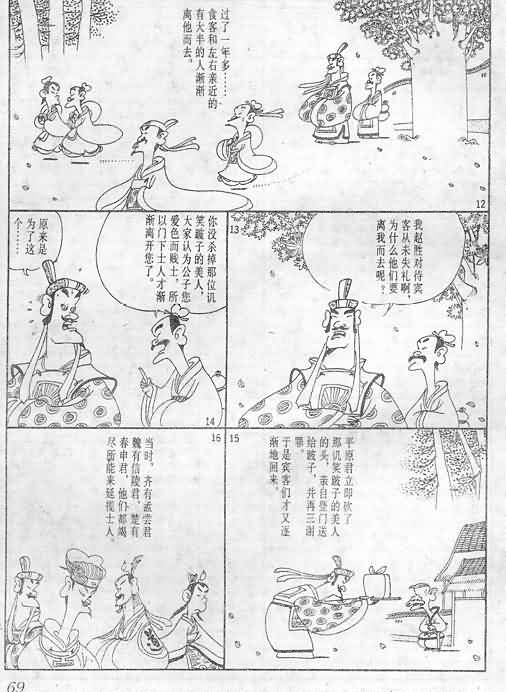 过了一年多……
食客和左右亲近的
有大半的人渐渐
离他而去。
12
13
我赵胜对待宾
客从未失礼啊,
为什么他们要
离我而去呢?
你没杀掉那位讥
笑跛子的美人,
大家认为公子您
爱色而贱士,所
以门下士人才渐
渐离开您了。
原来是
为了这
个……
14
15
平原君立即砍了
那讥笑跛子的美人
的头,亲自登门送
给跛子,并再三谢
罪。
于是宾客们才又逐
渐地回来。
16
当时,齐有孟尝君
魏有信陵君,楚有
春申君,他们都竭
尽所能来延揽士人。
69